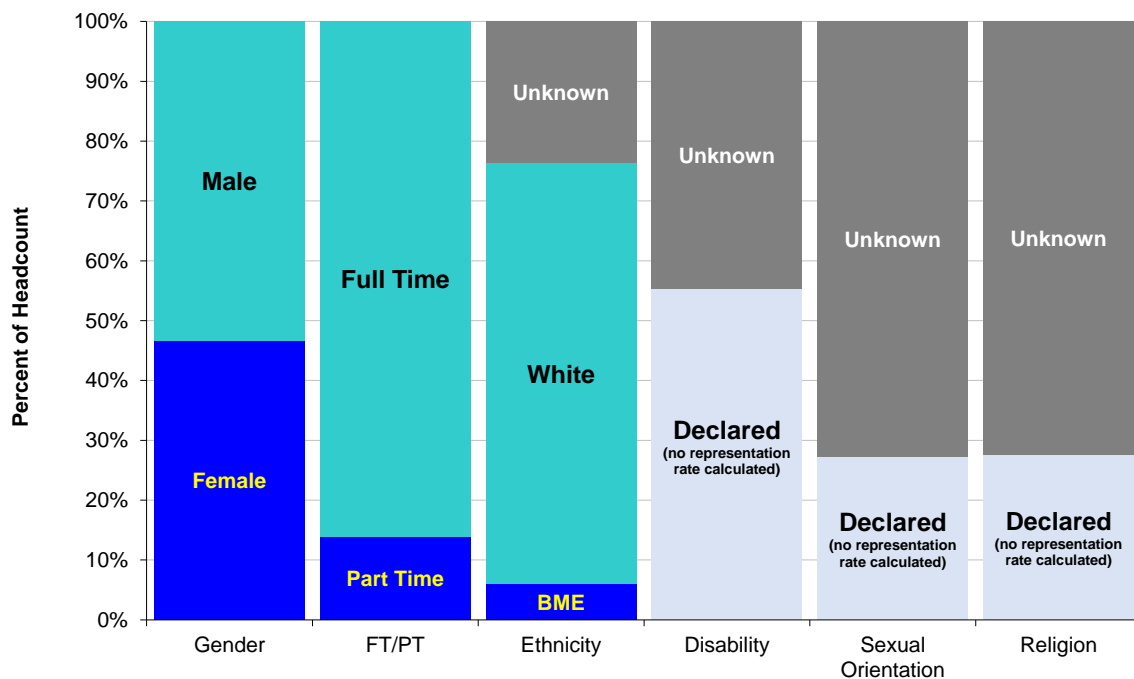 100%
90%
80%
70%
60%
50%
40%
30%
20%
10%
0%
Percent of Headcount
Male
Female
Full Time
Part Time
Unknown
White
BME
Unknown
Declared
(no representation
rate calculated)
Unknown
Declared
(no representation
rate calculated)
Unknown
Declared
(no representation
rate calculated)
Gender
FT/PT
Ethnicity
Disability
Sexual
Orientation
Religion